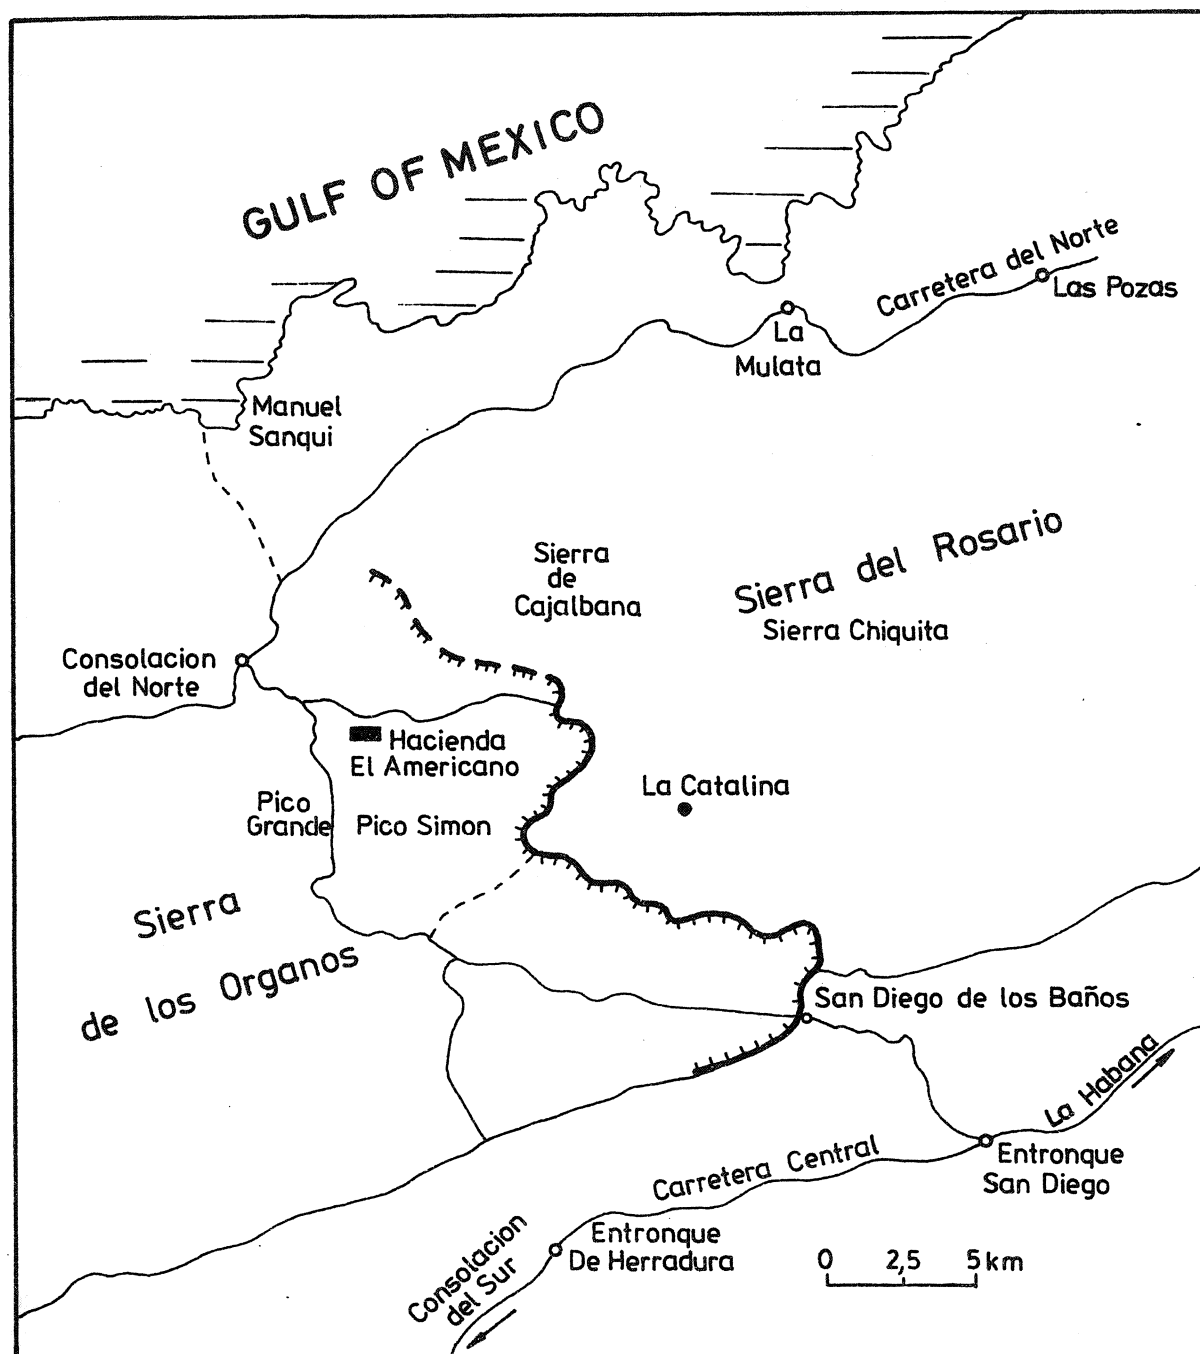 GULF OF MEXICO
Carretera del Norte
Las Pozas
La
Mulata
Manuel
Sanqui
Sierra del Rosario
Sierra
de
Cajalbana
Sierra Chiquita
Consolacion
del Norte
Hacienda
El Americano
La Catalina
Pico
Grande
Pico Simon
Sierra
de los Organos
San Diego de los Baños
La Habana
Carretera Central
Entronque
San Diego
Entronque
De Herradura
Consolacion
del Sur
0 2,5 5 km